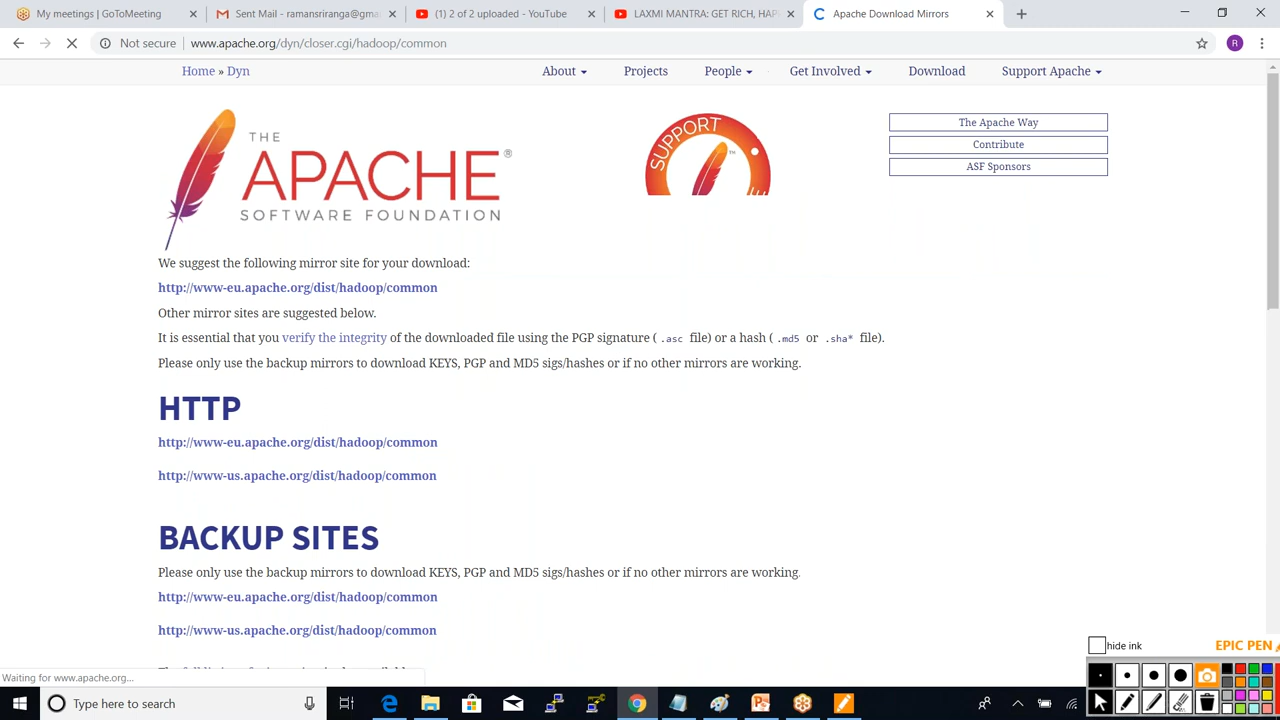 My meetings | GoToMeeting
Sent Mail - ramansriranga@gma
(1) 2 of 2 uploaded - YouTube
LAXMI MANTRA: GET RICH, HAP
Apache Download Mirrors
Not secure | www.apache.org/dyn/closer.cgi/hadoop/common
R
Home » Dyn
About
Projects
People
Get Involved
Download
Support Apache
THE
APACHE®
SOFTWARE FOUNDATION
SUPPORT
The Apache Way
Contribute
ASF Sponsors
We suggest the following mirror site for your download:
http://www-eu.apache.org/dist/hadoop/common
Other mirror sites are suggested below.
It is essential that you verify the integrity of the downloaded file using the PGP signature ( .asc file) or a hash ( .md5 or .sha* file).
Please only use the backup mirrors to download KEYS, PGP and MD5 sigs/hashes or if no other mirrors are working.
HTTP
http://www-eu.apache.org/dist/hadoop/common
http://www-us.apache.org/dist/hadoop/common
BACKUP SITES
Please only use the backup mirrors to download KEYS, PGP and MD5 sigs/hashes or if no other mirrors are working.
http://www-eu.apache.org/dist/hadoop/common
http://www-us.apache.org/dist/hadoop/common
hide ink
EPIC PEN
Waiting for www.apache.org...
Type here to search